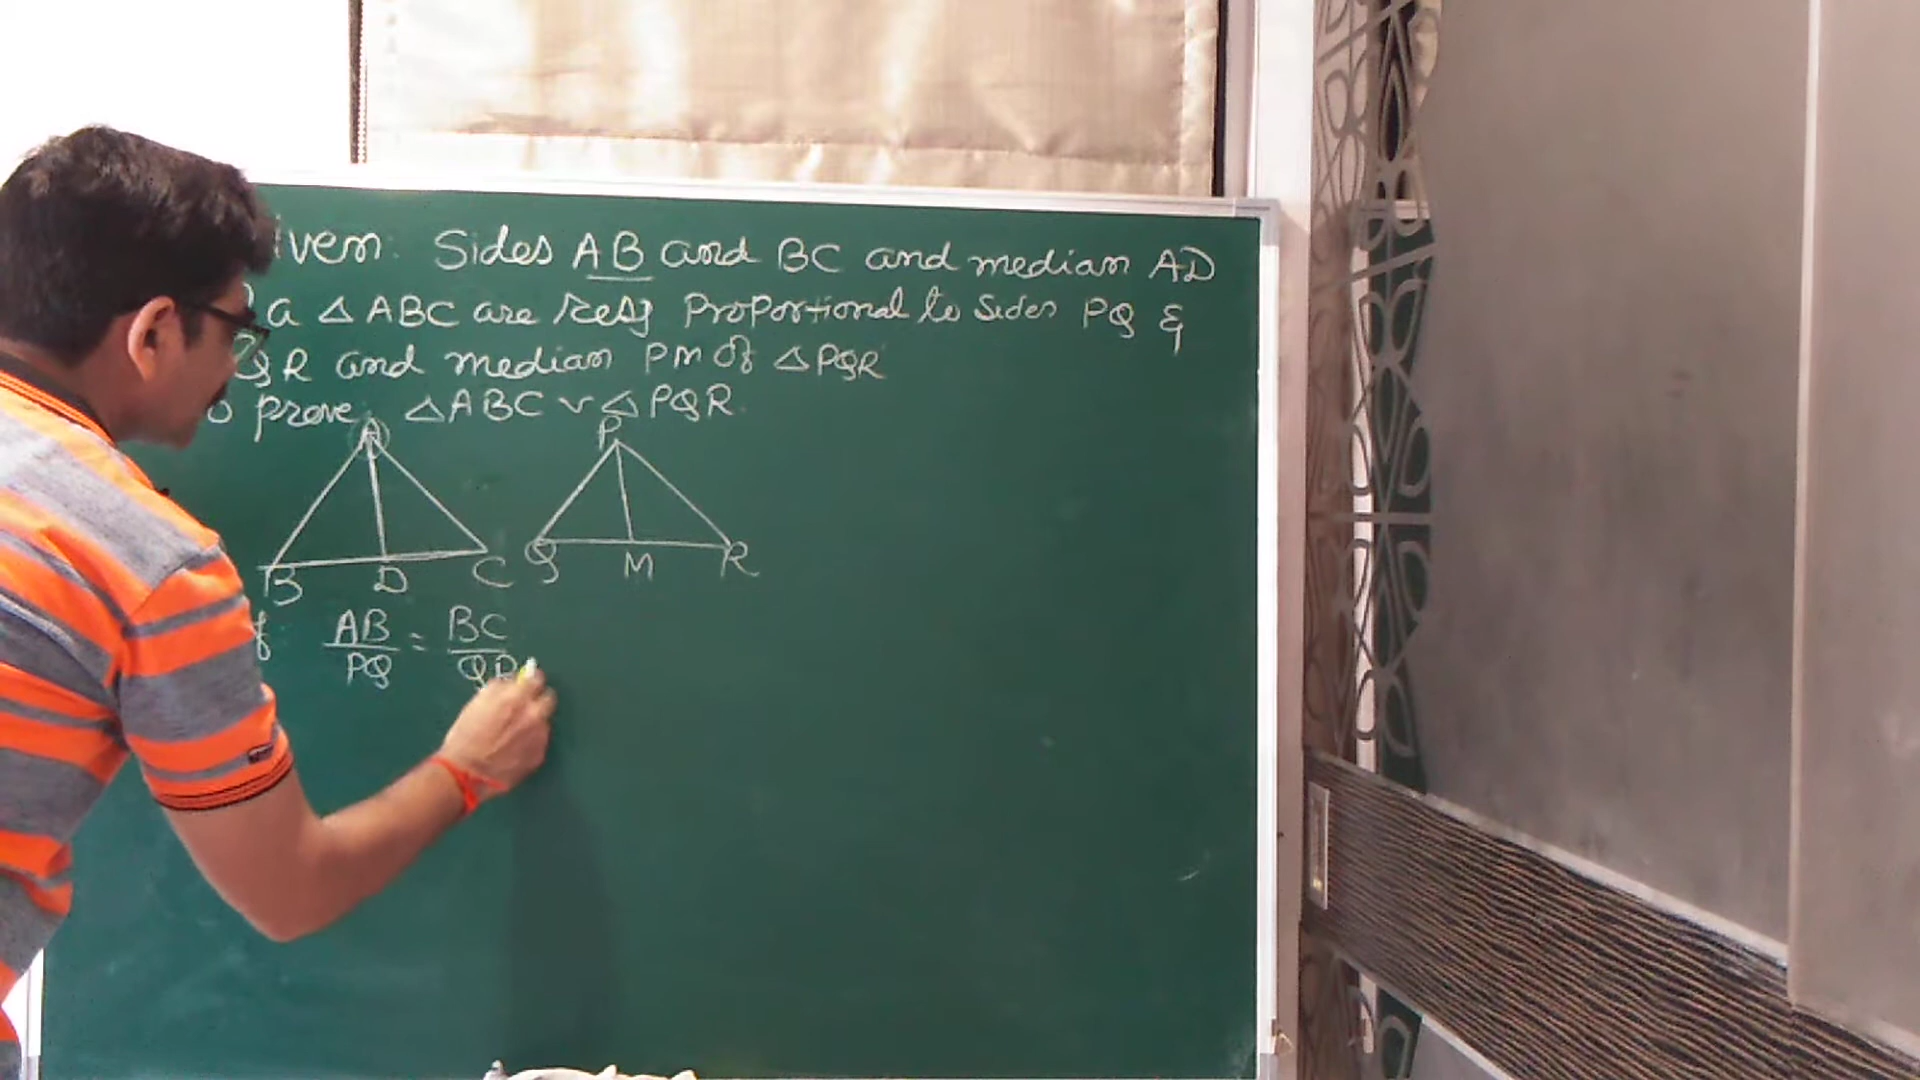 iven. Sides AB and BC and median AD
a △ ABC are resp Proportional to Sides PQ &
QR and median PM of △PQR
o prove △ABC ~ △PQR.
A P
B D C Q M R
f AB/PQ = BC/QR